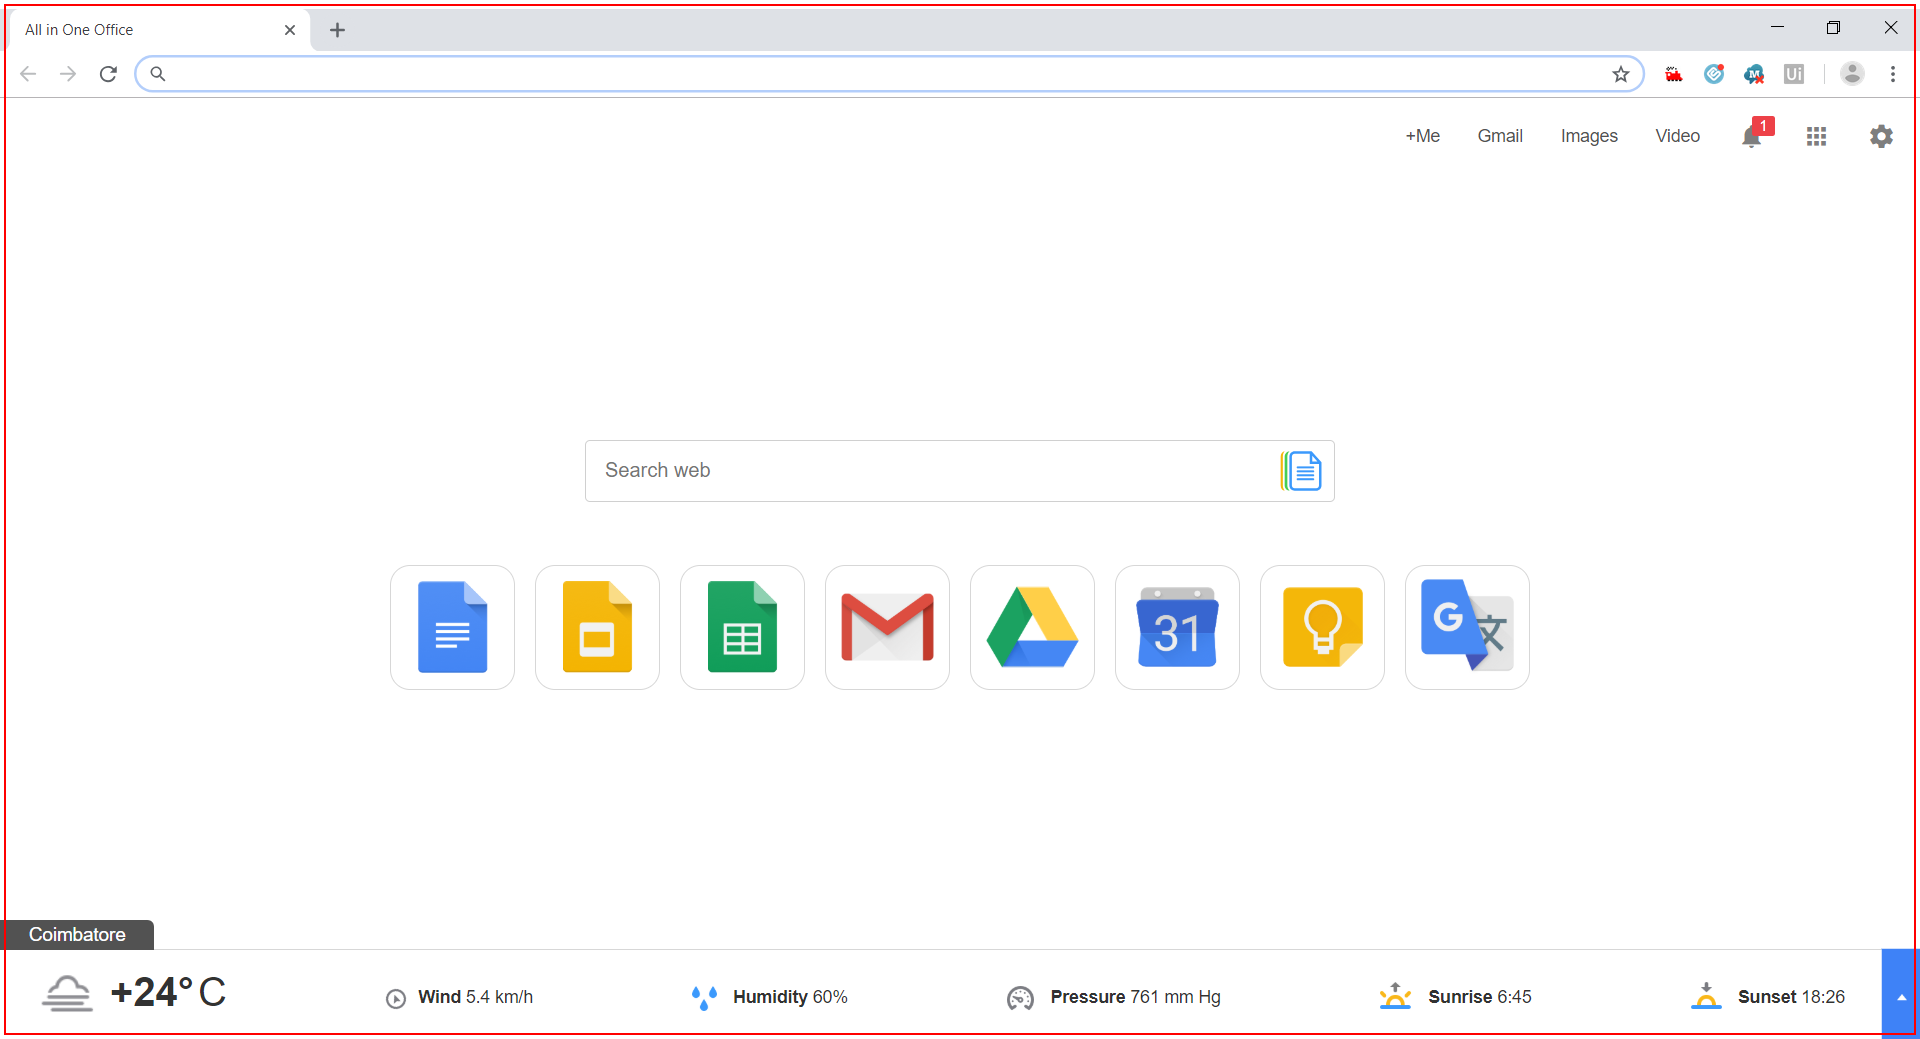 All in One Office
Ui
+Me Gmail Images Video 1
Search web
31 G 文
Coimbatore
+24° C Wind 5.4 km/h Humidity 60% Pressure 761 mm Hg Sunrise 6:45 Sunset 18:26